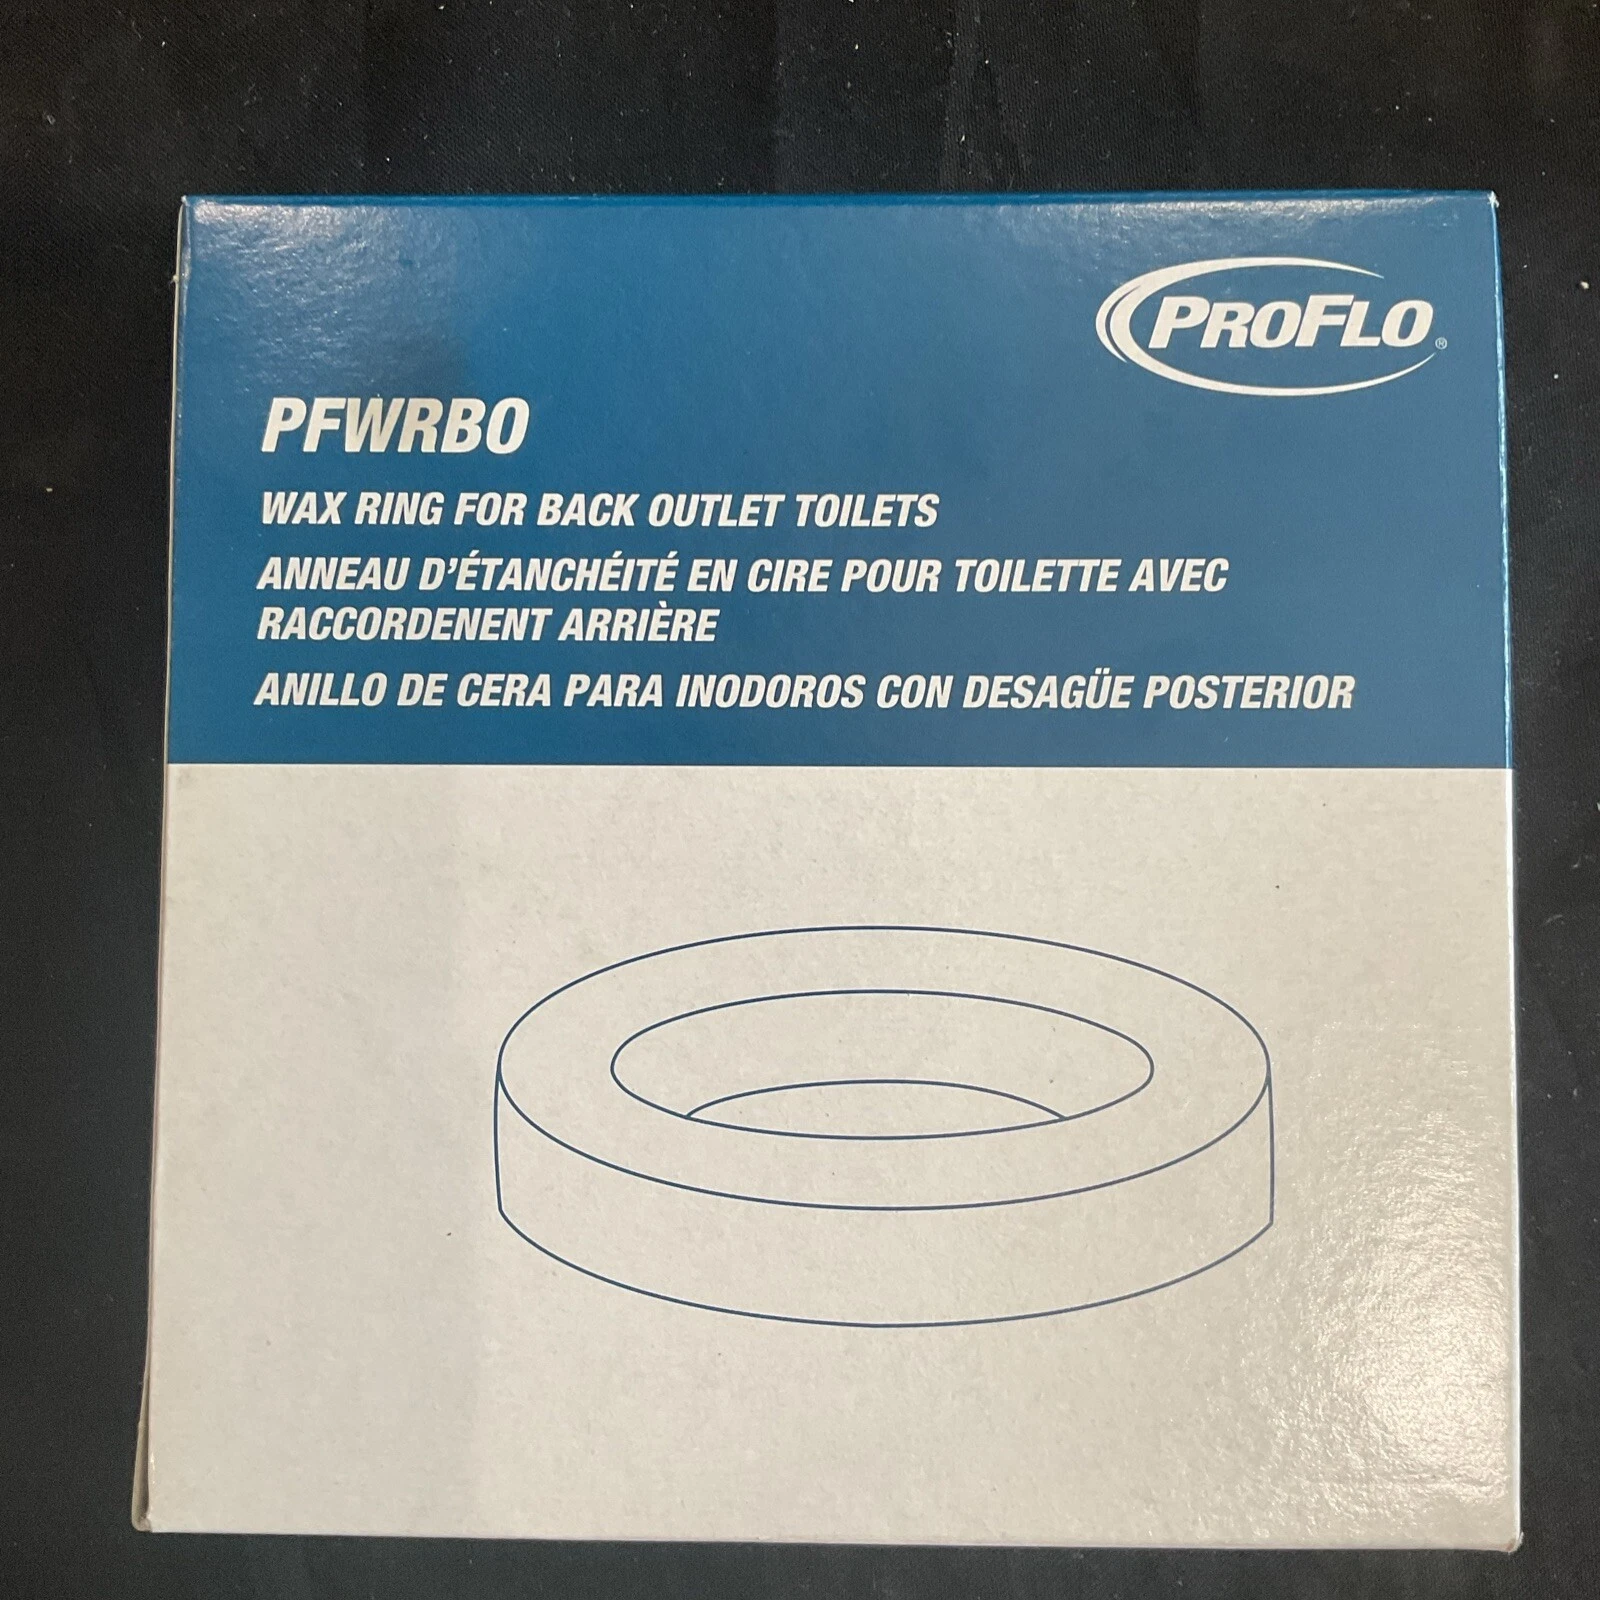 PROFLO®
PFWRBO
WAX RING FOR BACK OUTLET TOILETS
ANNEAU D'ÉTANCHÉITÉ EN CIRE POUR TOILETTE AVEC
RACCORDENENT ARRIÈRE
ANILLO DE CERA PARA INODOROS CON DESAGÜE POSTERIOR